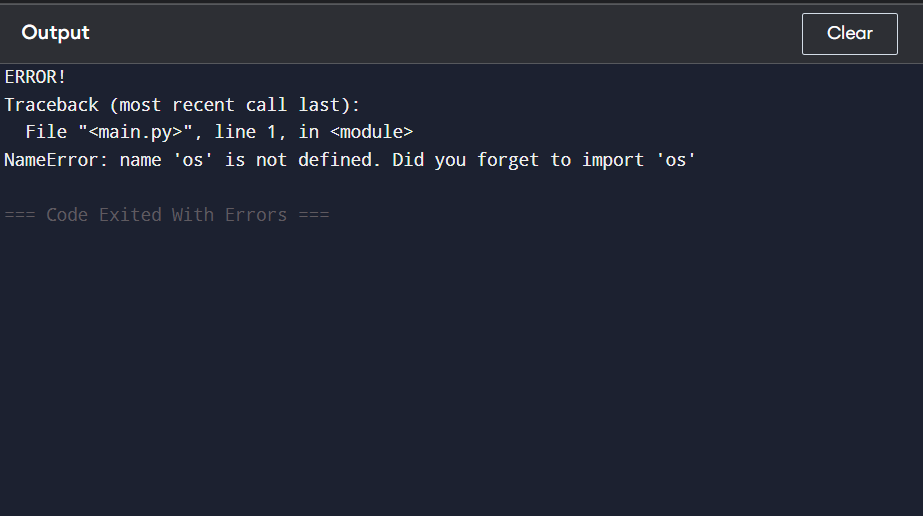 Output
Clear
ERROR!
Traceback (most recent call last):
  File "<main.py>", line 1, in <module>
NameError: name 'os' is not defined. Did you forget to import 'os'
=== Code Exited With Errors ===